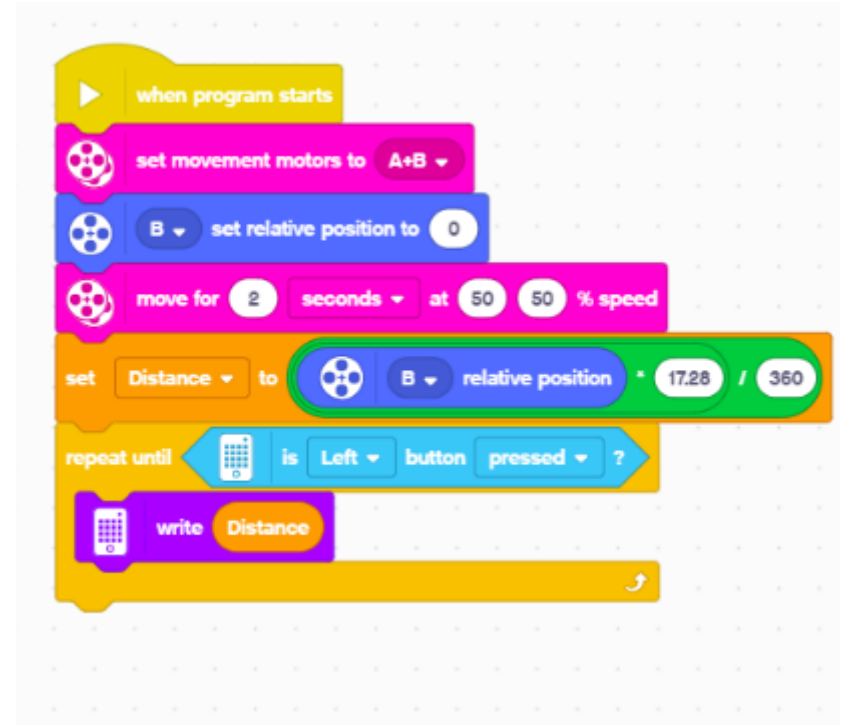 when program starts
set movement motors to A+B
B set relative position to 0
move for 2 seconds at 50 50 % speed
set Distance to B relative position * 17.28 / 360
repeat until is Left button pressed ?
write Distance